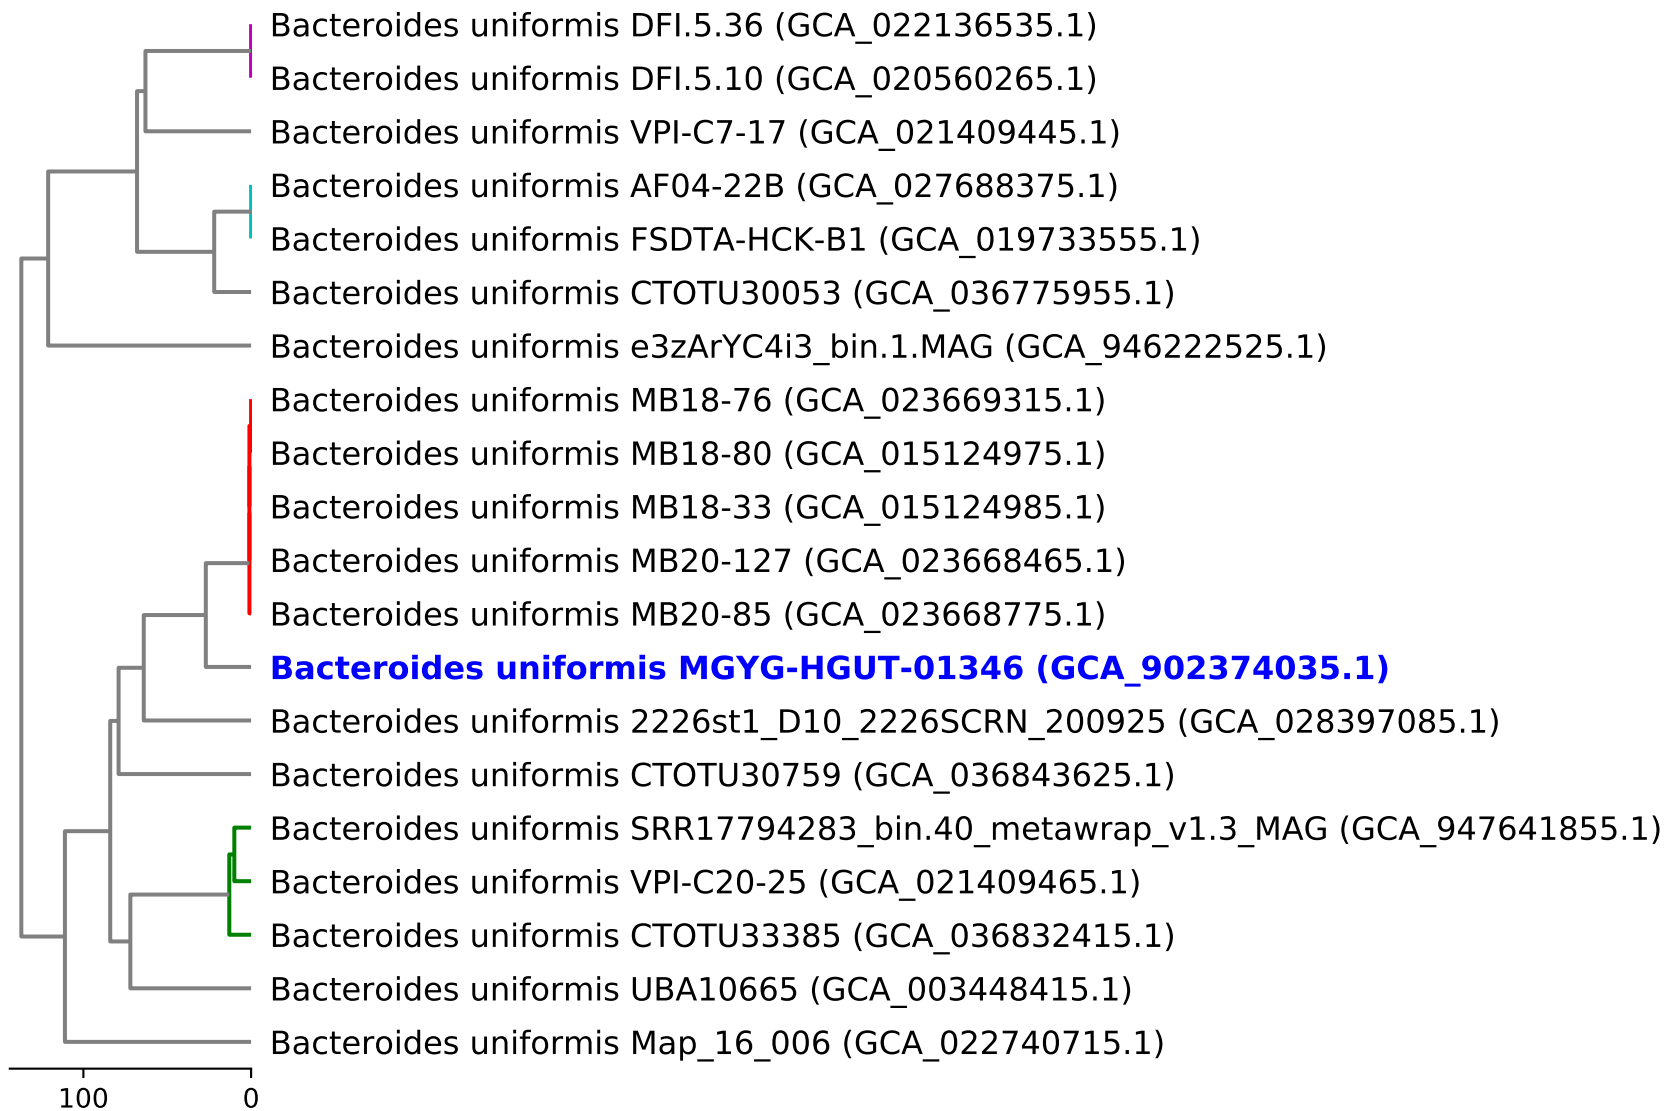 Bacteroides uniformis DFI.5.36 (GCA_022136535.1)
Bacteroides uniformis DFI.5.10 (GCA_020560265.1)
Bacteroides uniformis VPI-C7-17 (GCA_021409445.1)
Bacteroides uniformis AF04-22B (GCA_027688375.1)
Bacteroides uniformis FSDTA-HCK-B1 (GCA_019733555.1)
Bacteroides uniformis CTOTU30053 (GCA_036775955.1)
Bacteroides uniformis e3zArYC4i3_bin.1.MAG (GCA_946222525.1)
Bacteroides uniformis MB18-76 (GCA_023669315.1)
Bacteroides uniformis MB18-80 (GCA_015124975.1)
Bacteroides uniformis MB18-33 (GCA_015124985.1)
Bacteroides uniformis MB20-127 (GCA_023668465.1)
Bacteroides uniformis MB20-85 (GCA_023668775.1)
Bacteroides uniformis MGYG-HGUT-01346 (GCA_902374035.1)
Bacteroides uniformis 2226st1_D10_2226SCRN_200925 (GCA_028397085.1)
Bacteroides uniformis CTOTU30759 (GCA_036843625.1)
Bacteroides uniformis SRR17794283_bin.40_metawrap_v1.3_MAG (GCA_947641855.1)
Bacteroides uniformis VPI-C20-25 (GCA_021409465.1)
Bacteroides uniformis CTOTU33385 (GCA_036832415.1)
Bacteroides uniformis UBA10665 (GCA_003448415.1)
Bacteroides uniformis Map_16_006 (GCA_022740715.1)
100 0